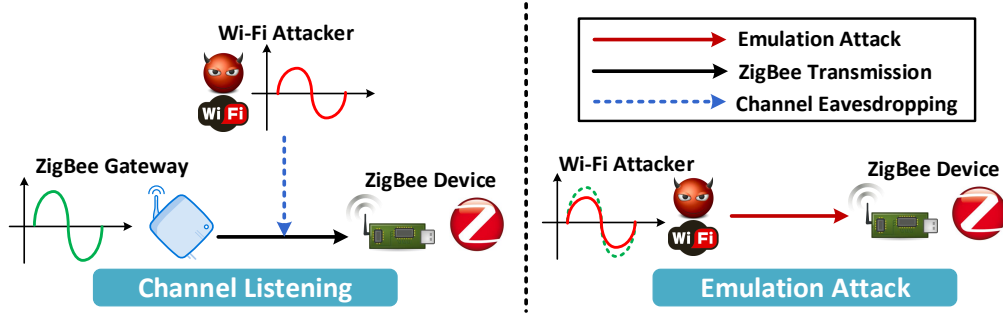 Wi-Fi Attacker
Wi Fi
ZigBee Gateway
ZigBee Device
Z
Channel Listening
Emulation Attack
ZigBee Transmission
Channel Eavesdropping
Wi-Fi Attacker
Wi Fi
ZigBee Device
Z
Emulation Attack